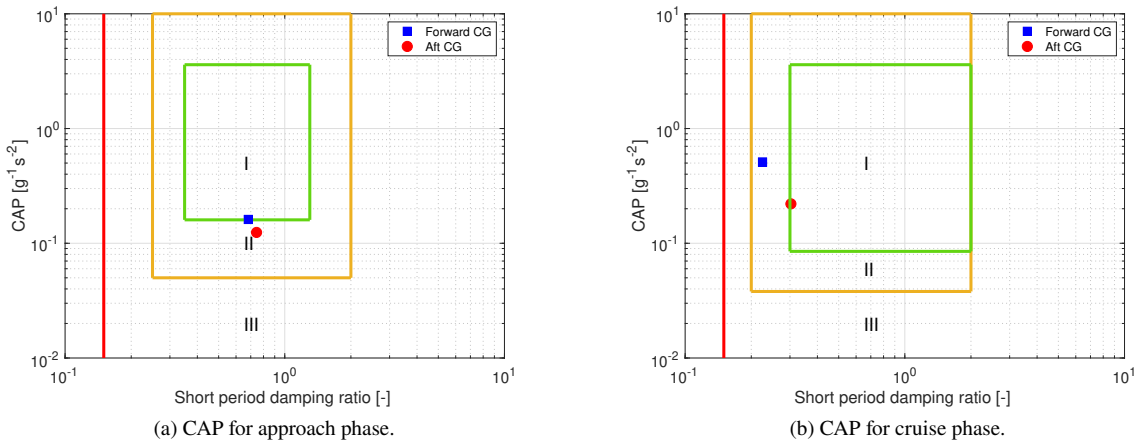 10^1
10^0
10^-1
10^-2
10^-1
10^0
10^1
CAP [g^-1 s^-2]
Short period damping ratio [-]
Forward CG
Aft CG
I
II
III
(a) CAP for approach phase.
10^1
10^0
10^-1
10^-2
10^-1
10^0
10^1
CAP [g^-1 s^-2]
Short period damping ratio [-]
Forward CG
Aft CG
I
II
III
(b) CAP for cruise phase.